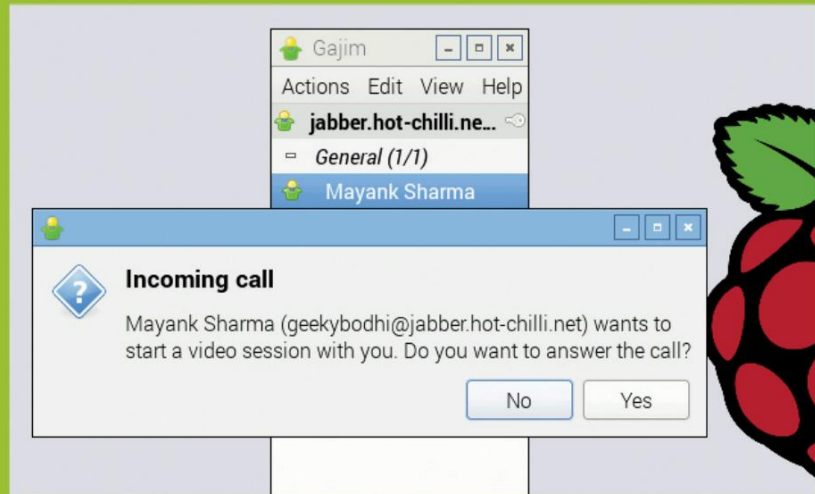 Gajim
Actions Edit View Help
jabber.hot-chilli.ne...
General (1/1)
Mayank Sharma
Incoming call
Mayank Sharma (geekybodhi@jabber.hot-chilli.net) wants to
start a video session with you. Do you want to answer the call?
No Yes